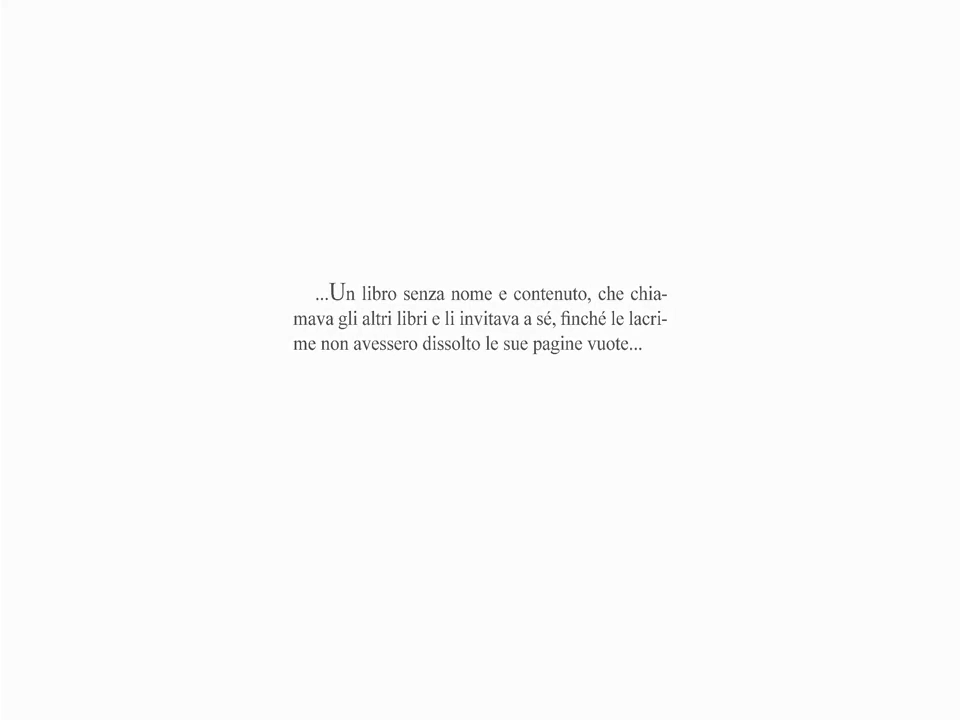 ...Un libro senza nome e contenuto, che chia-
mava gli altri libri e li invitava a sé, finché le lacri-
me non avessero dissolto le sue pagine vuote...